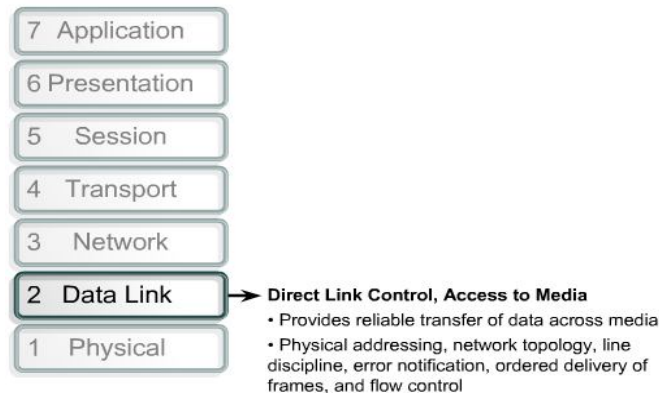 7 Application
6 Presentation
5 Session
4 Transport
3 Network
2 Data Link
Direct Link Control, Access to Media
• Provides reliable transfer of data across media
• Physical addressing, network topology, line
discipline, error notification, ordered delivery of
frames, and flow control
1 Physical